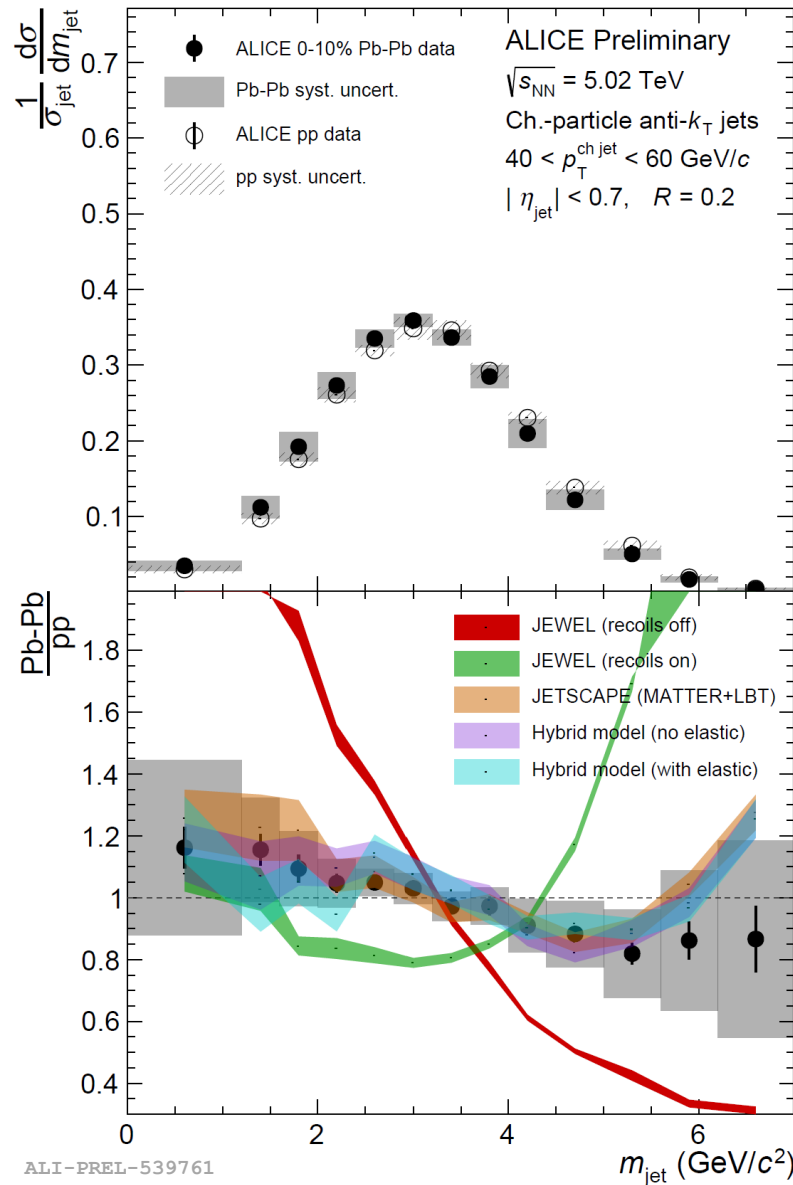 1/σ_jet dσ/dm_jet
ALICE 0-10% Pb-Pb data
Pb-Pb syst. uncert.
ALICE pp data
pp syst. uncert.
ALICE Preliminary
√s_NN = 5.02 TeV
Ch.-particle anti-k_T jets
40 < p_T^ch jet < 60 GeV/c
| η_jet | < 0.7, R = 0.2
0.7
0.6
0.5
0.4
0.3
0.2
0.1
Pb-Pb/pp
JEWEL (recoils off)
JEWEL (recoils on)
JETSCAPE (MATTER+LBT)
Hybrid model (no elastic)
Hybrid model (with elastic)
1.8
1.6
1.4
1.2
1
0.8
0.6
0.4
0 2 4 6
m_jet (GeV/c²)
ALI-PREL-539761